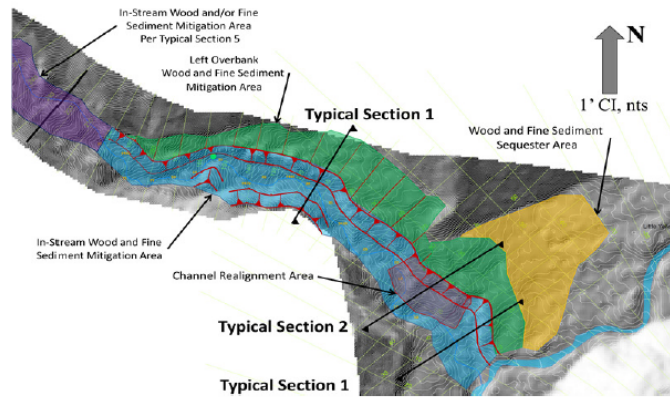 In-Stream Wood and/or Fine
Sediment Mitigation Area
Per Typical Section 5
Left Overbank
Wood and Fine Sediment
Mitigation Area
N
1' CI, nts
Typical Section 1
Wood and Fine Sediment
Sequester Area
In-Stream Wood and Fine
Sediment Mitigation Area
Channel Realignment Area
Typical Section 2
Typical Section 1